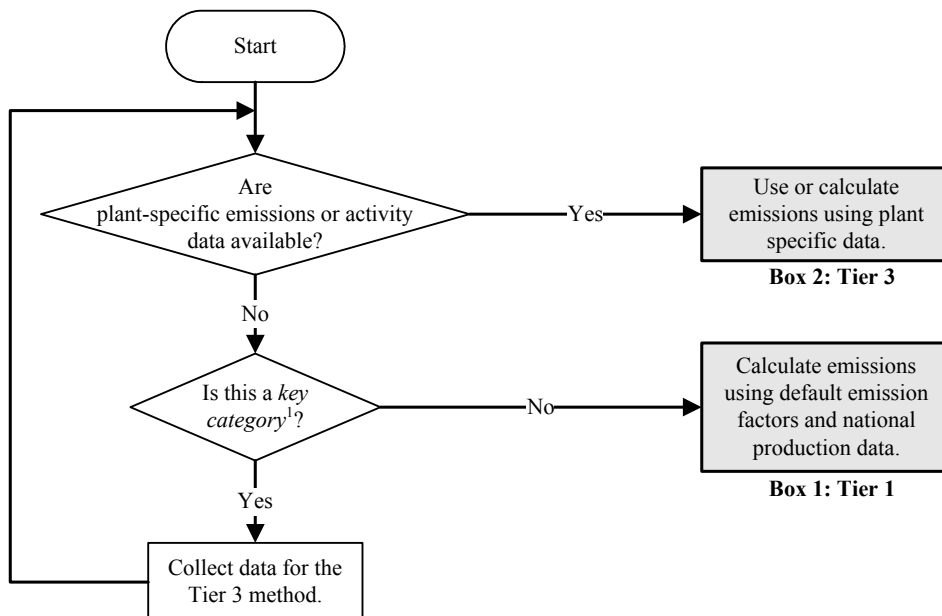 Start
Are
plant-specific emissions or activity
data available?
Yes
Use or calculate
emissions using plant
specific data.
Box 2: Tier 3
No
Is this a key
category¹?
No
Calculate emissions
using default emission
factors and national
production data.
Box 1: Tier 1
Yes
Collect data for the
Tier 3 method.